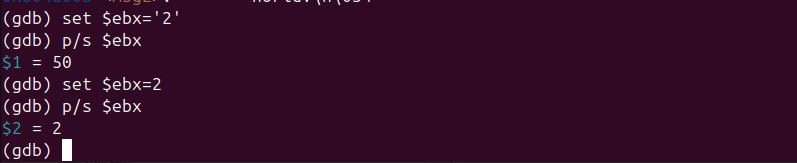 (gdb) set $ebx='2'
(gdb) p/s $ebx
$1 = 50
(gdb) set $ebx=2
(gdb) p/s $ebx
$2 = 2
(gdb)